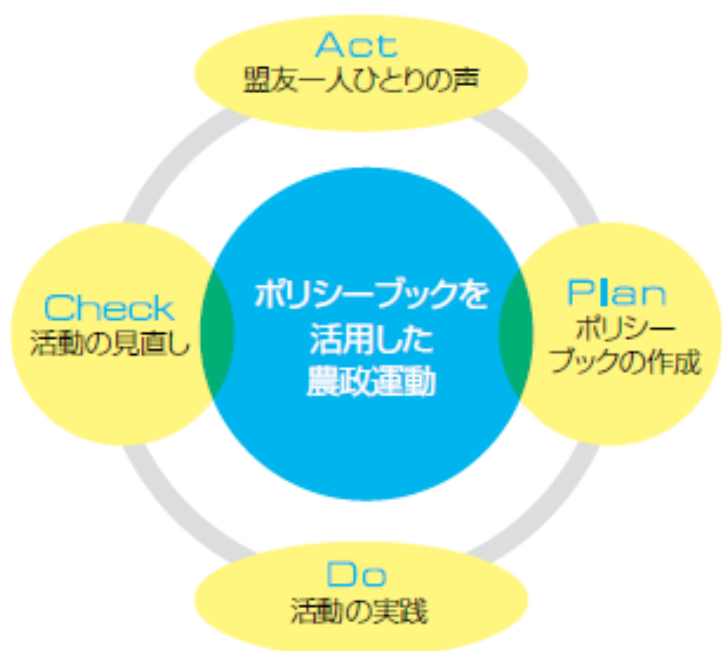 Act
盟友一人ひとりの声
Check
活動の見直し
ポリシーブックを
活用した
農政運動
Plan
ポリシー
ブックの作成
Do
活動の実践